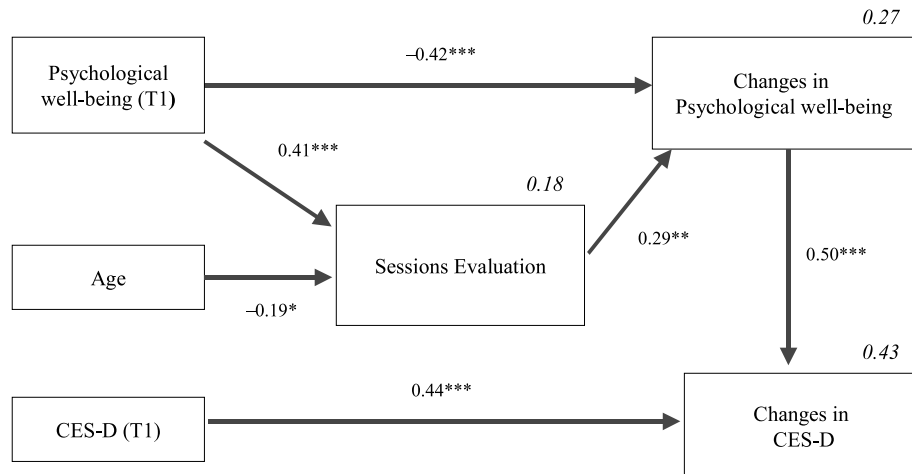 0.27
−0.42***
Psychological
well-being (T1)
Changes in
Psychological well-being
0.41***
0.18
0.29**
Sessions Evaluation
0.50***
Age
−0.19*
0.43
0.44***
CES-D (T1)
Changes in
CES-D